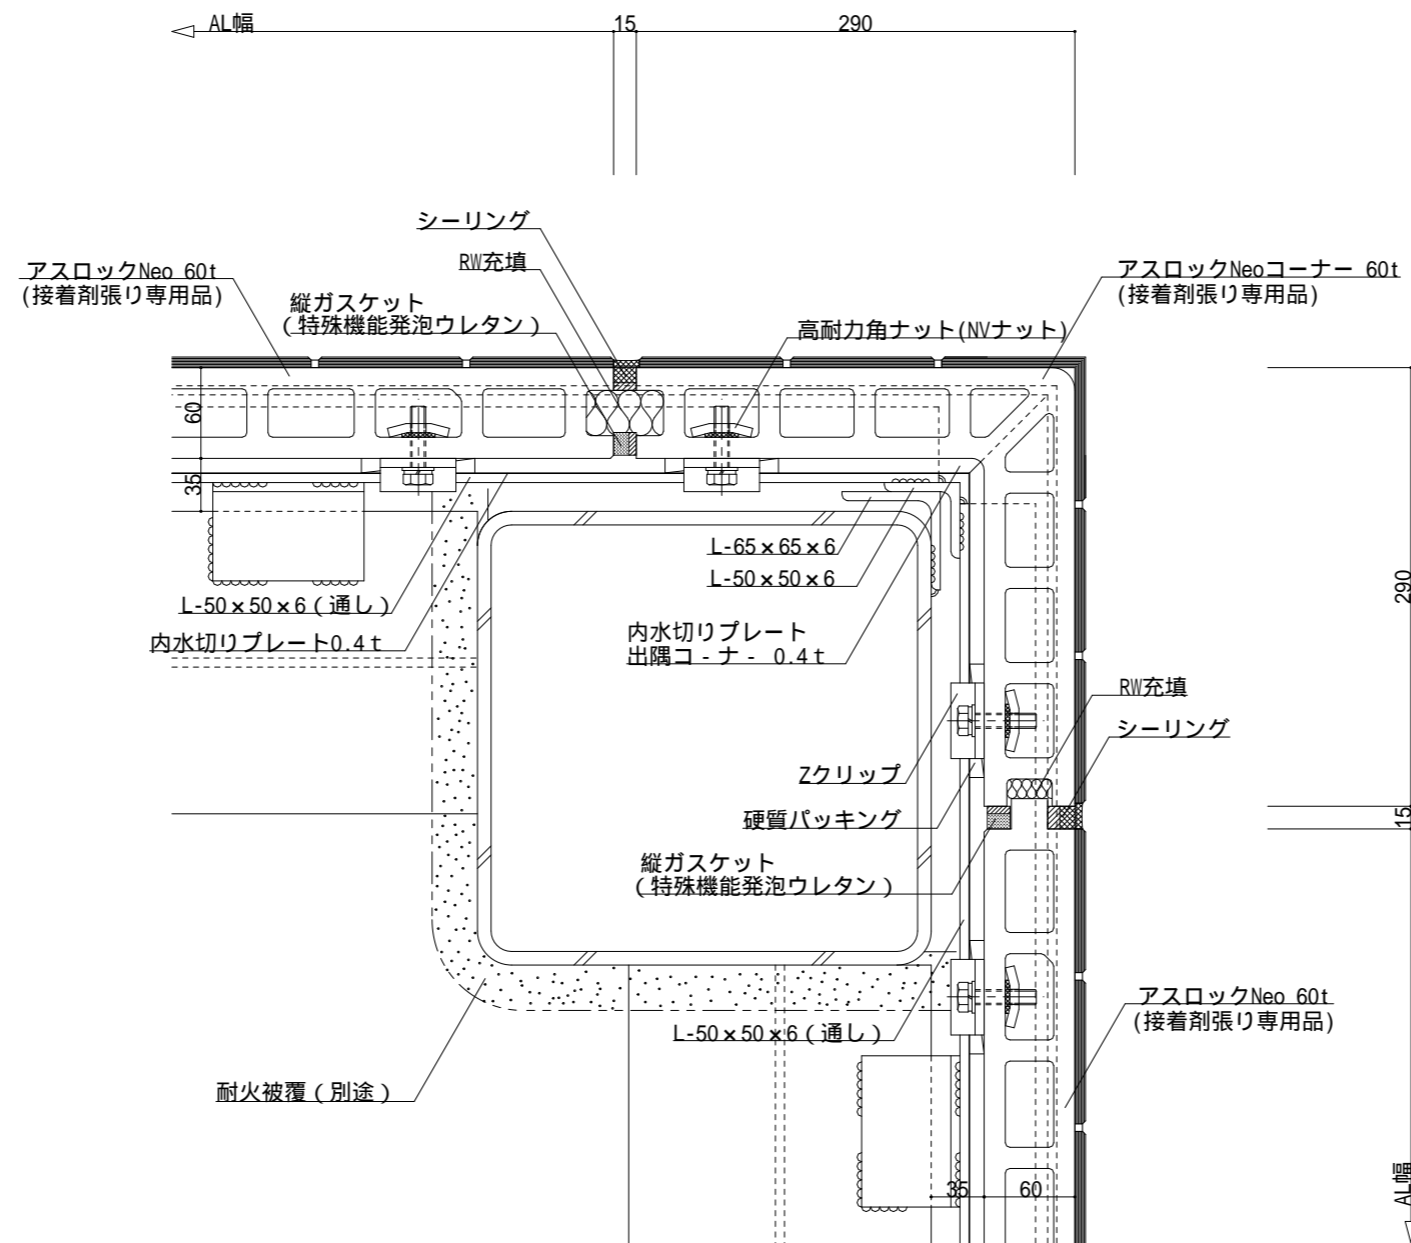 AL幅
15
290
シーリング
RW充填
アスロックNeo 60t
(接着剤張り専用品)
縦ガスケット
(特殊機能発泡ウレタン)
高耐力角ナット(NVナット)
アスロックNeoコーナー 60t
(接着剤張り専用品)
60
35
L-65×65×6
L-50×50×6
L-50×50×6(通し)
内水切りプレート0.4t
内水切りプレート
出隅コ-ナ- 0.4t
290
RW充填
シーリング
Zクリップ
硬質パッキング
15
縦ガスケット
(特殊機能発泡ウレタン)
アスロックNeo 60t
(接着剤張り専用品)
L-50×50×6(通し)
耐火被覆(別途)
35
60
AL幅